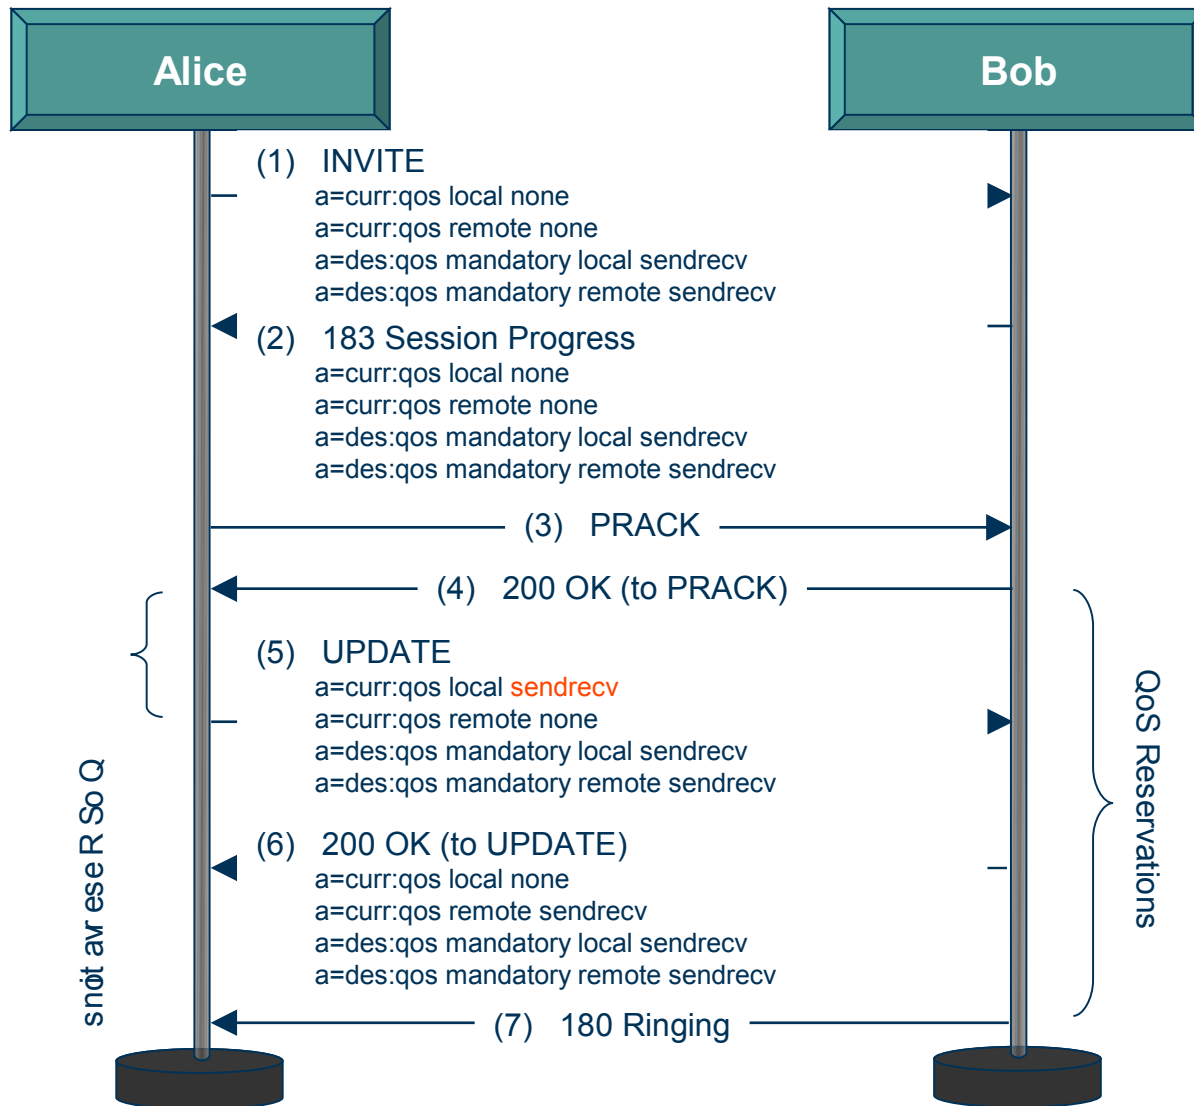 Alice
Bob
(1) INVITE
a=curr:qos local none
a=curr:qos remote none
a=des:qos mandatory local sendrecv
a=des:qos mandatory remote sendrecv
(2) 183 Session Progress
a=curr:qos local none
a=curr:qos remote none
a=des:qos mandatory local sendrecv
a=des:qos mandatory remote sendrecv
(3) PRACK
(4) 200 OK (to PRACK)
(5) UPDATE
a=curr:qos local sendrecv
a=curr:qos remote none
a=des:qos mandatory local sendrecv
a=des:qos mandatory remote sendrecv
QoS Reservations
QoS Reservations
(6) 200 OK (to UPDATE)
a=curr:qos local none
a=curr:qos remote sendrecv
a=des:qos mandatory local sendrecv
a=des:qos mandatory remote sendrecv
(7) 180 Ringing